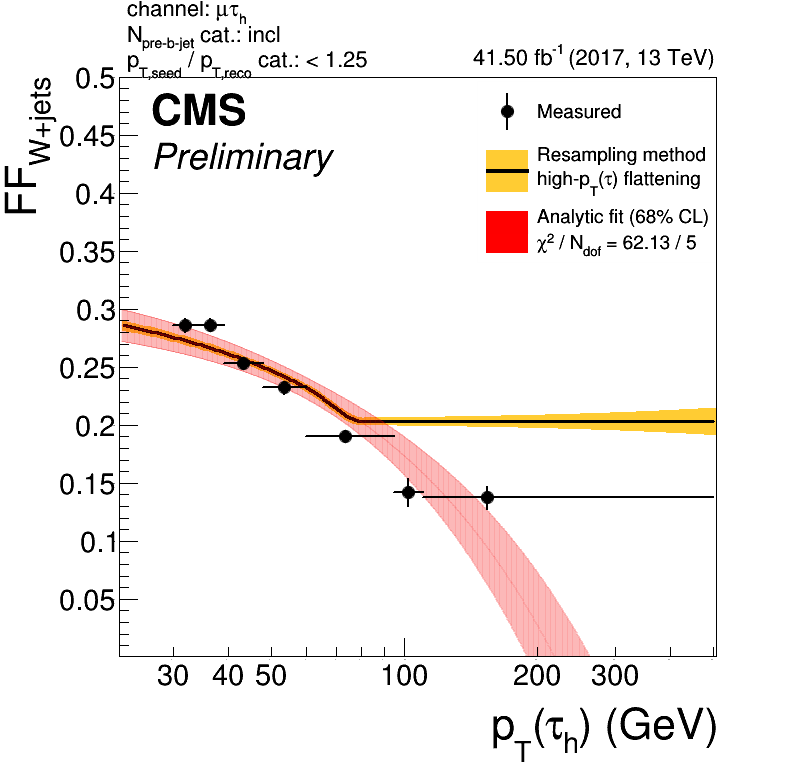 channel: μτh
Npre-b-jet cat.: incl
pT,seed / pT,reco cat.: < 1.25
41.50 fb-1 (2017, 13 TeV)
CMS
Preliminary
Measured
Resampling method
high-pT(τ) flattening
Analytic fit (68% CL)
χ2 / Ndof = 62.13 / 5
FFW+jets
0.5
0.45
0.4
0.35
0.3
0.25
0.2
0.15
0.1
0.05
30 40 50 100 200 300
pT(τh) (GeV)